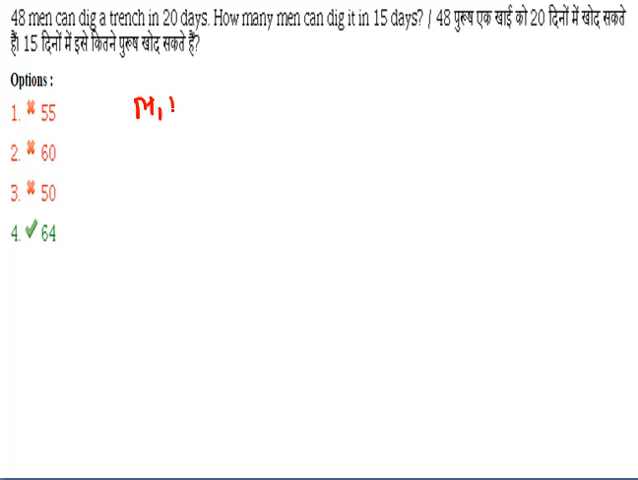 48 men can dig a trench in 20 days. How many men can dig it in 15 days? / 48 पुरूष एक खाई को 20 दिनों में खोद सकते
हैं। 15 दिनों में इसे कितने पुरूष खोद सकते हैं?
Options :
1. 55
M,
2. 60
3. 50
4. 64